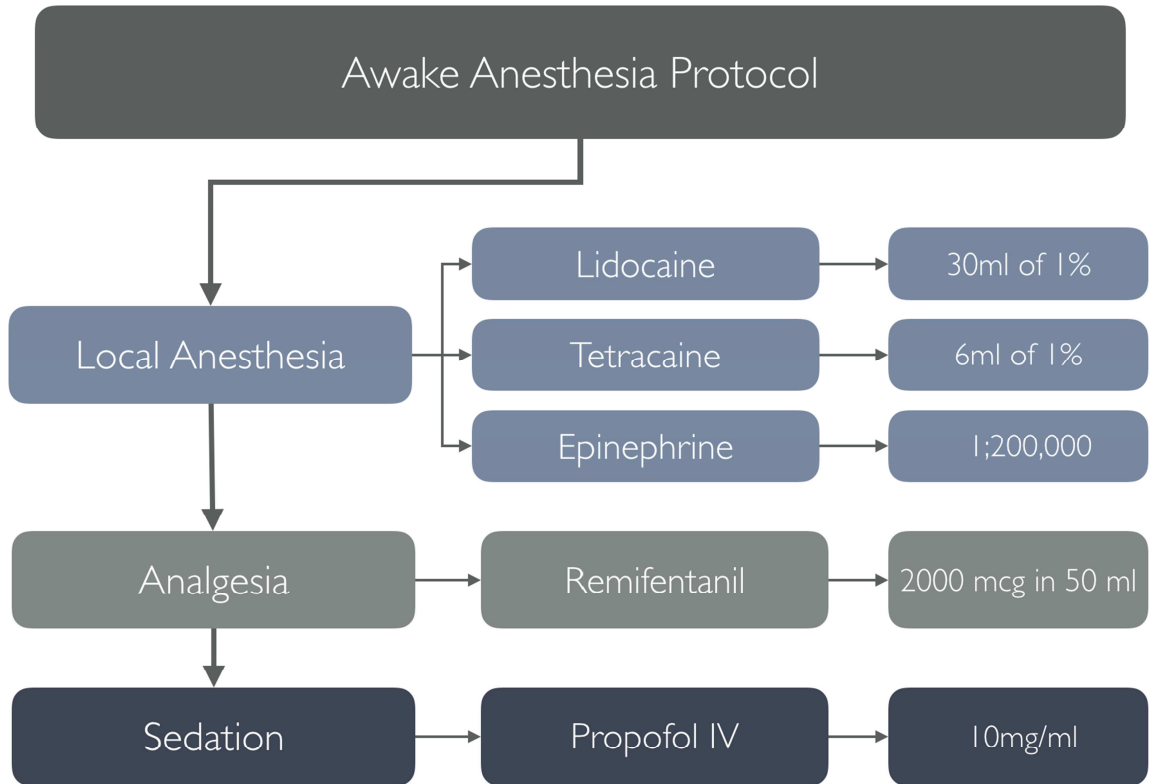 Awake Anesthesia Protocol
Lidocaine
30ml of 1%
Local Anesthesia
Tetracaine
6ml of 1%
Epinephrine
1;200,000
Analgesia
Remifentanil
2000 mcg in 50 ml
Sedation
Propofol IV
10mg/ml